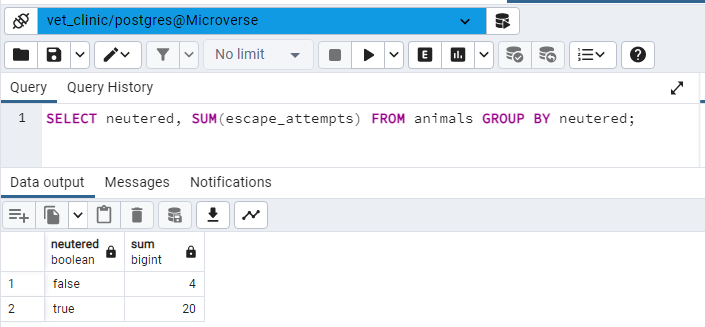 vet_clinic/postgres@Microverse
No limit
E
Query Query History
1 SELECT neutered, SUM(escape_attempts) FROM animals GROUP BY neutered;
Data output Messages Notifications
neutered sum
boolean bigint
1 false 4
2 true 20